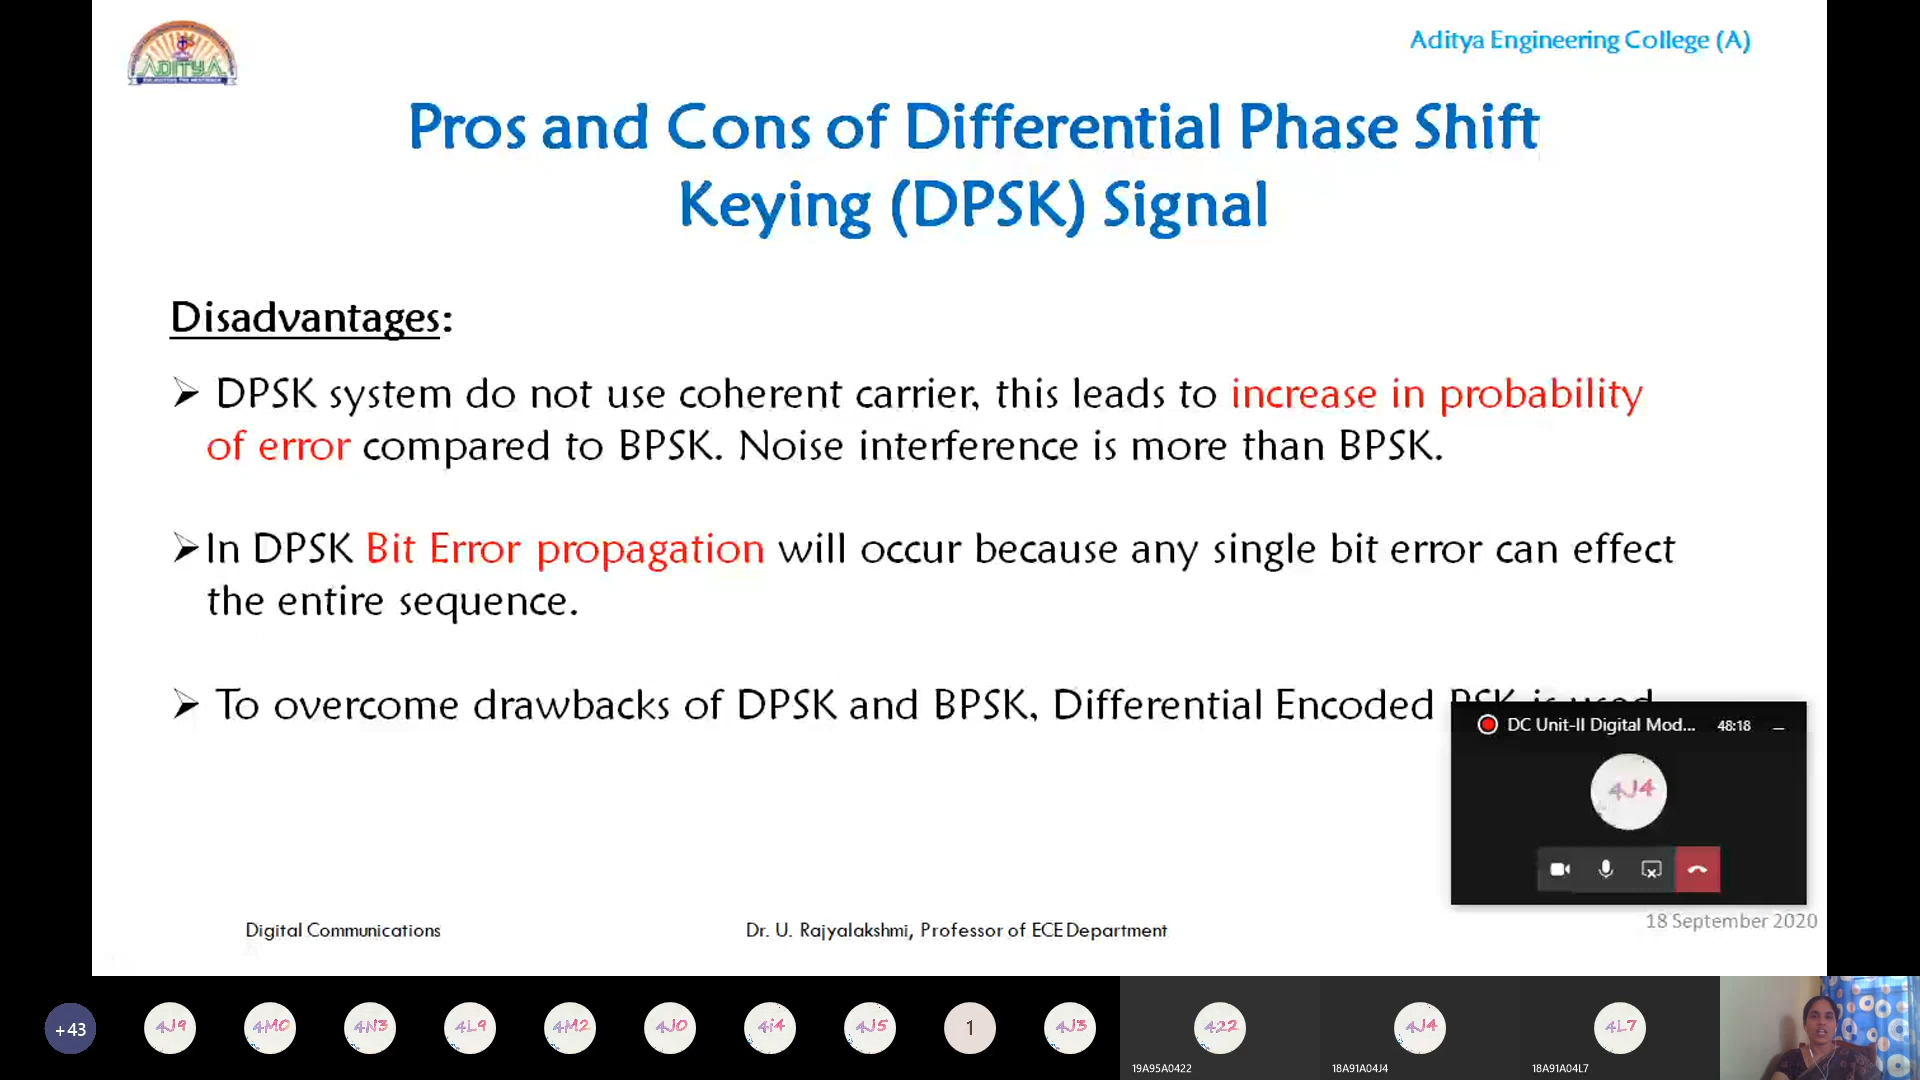 ADITYA
Aditya Engineering College (A)
Pros and Cons of Differential Phase Shift
Keying (DPSK) Signal
Disadvantages:
➢ DPSK system do not use coherent carrier, this leads to increase in probability
of error compared to BPSK. Noise interference is more than BPSK.
➢In DPSK Bit Error propagation will occur because any single bit error can effect
the entire sequence.
➢ To overcome drawbacks of DPSK and BPSK, Differential Encoded PSK is used
DC Unit-II Digital Mod... 48:18
4J4
Digital Communications
Dr. U. Rajyalakshmi, Professor of ECE Department
18 September 2020
+43
4J9
4M0
4N3
4L9
4M2
4J0
4i4
4J5
1
4J3
422
4J4
4L7
19A95A0422
18A91A04J4
18A91A04L7